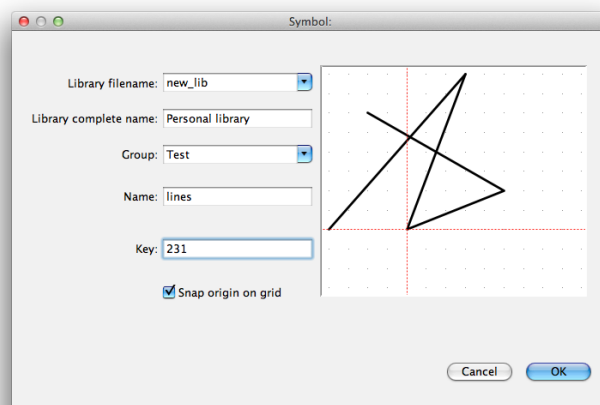 Symbol:
Library filename: new_lib
Library complete name: Personal library
Group: Test
Name: lines
Key: 231
Snap origin on grid
Cancel OK